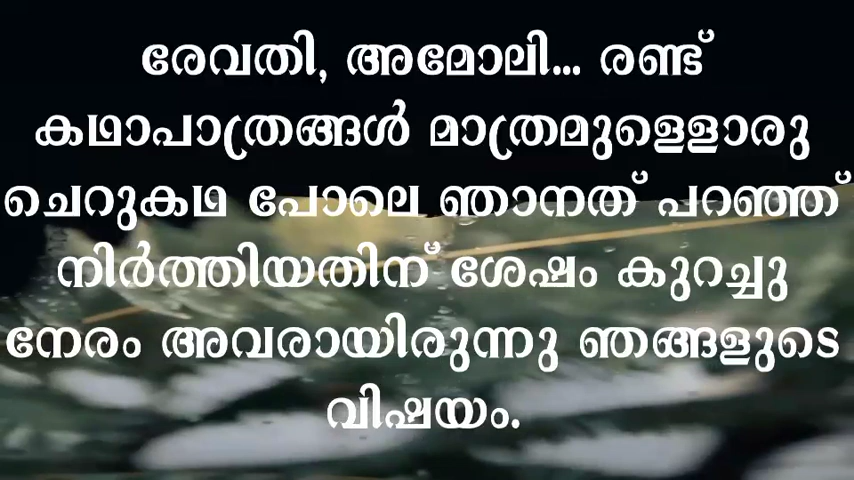 രേവതി, അമോലി... രണ്ട്
കഥാപാത്രങ്ങൾ മാത്രമുള്ളൊരു
ചെറുകഥ പോലെ ഞാനത് പറഞ്ഞ്
നിർത്തിയതിന് ശേഷം കുറച്ചു
നേരം അവരായിരുന്നു ഞങ്ങളുടെ
വിഷയം.